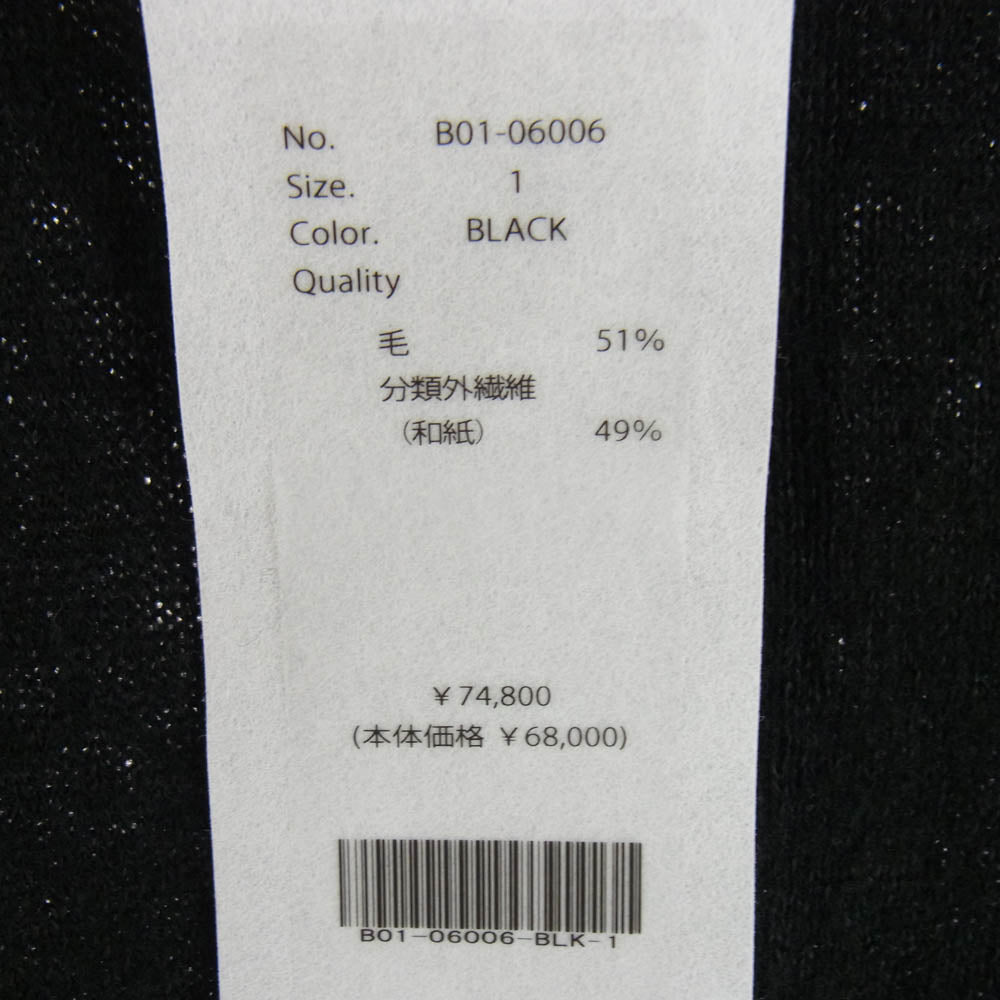 No. B01-06006
Size. 1
Color. BLACK
Quality
毛 51%
分類外繊維
(和紙) 49%
¥74,800
(本体価格 ¥68,000)
B01-06006-BLK-1